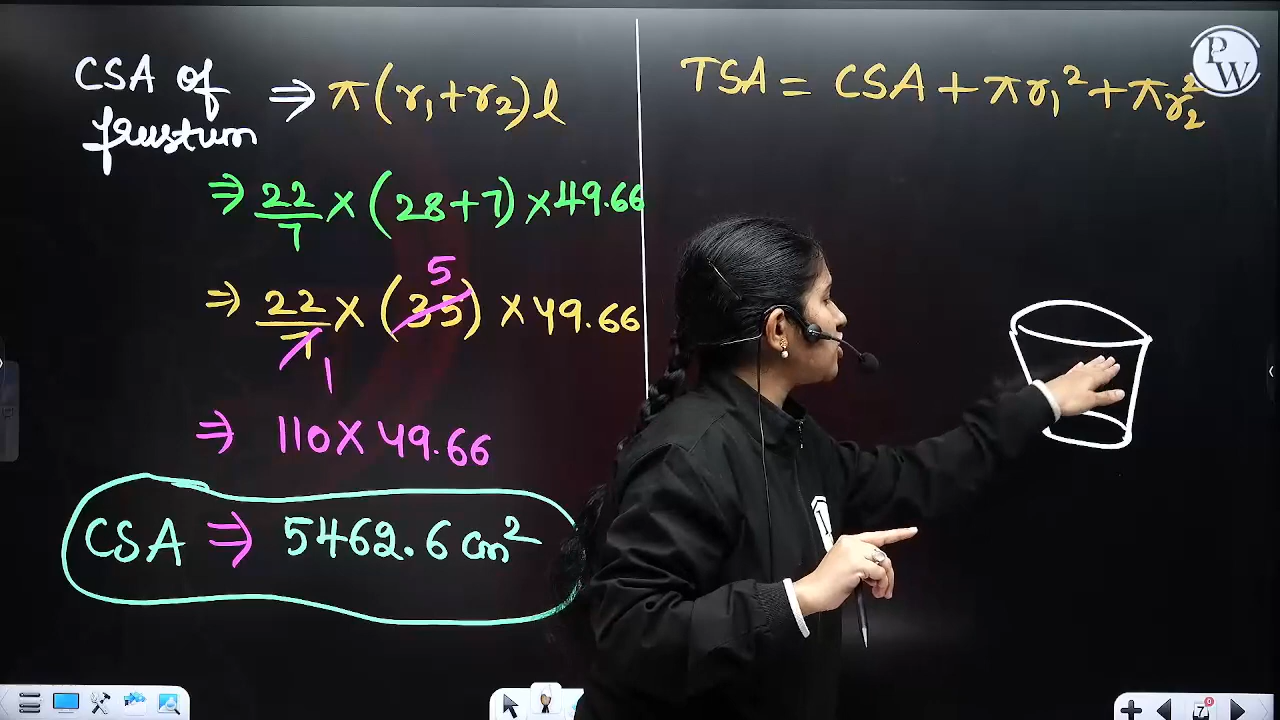 CSA of frustum ⇒ π(r₁+r₂)l
⇒ 22/7 × (28+7) × 49.66
⇒ 22/7 × (35) × 49.66
5
1
⇒ 110 × 49.66
CSA ⇒ 5462.6 cm²
TSA = CSA + πr₁² + πr₂²
PW
7